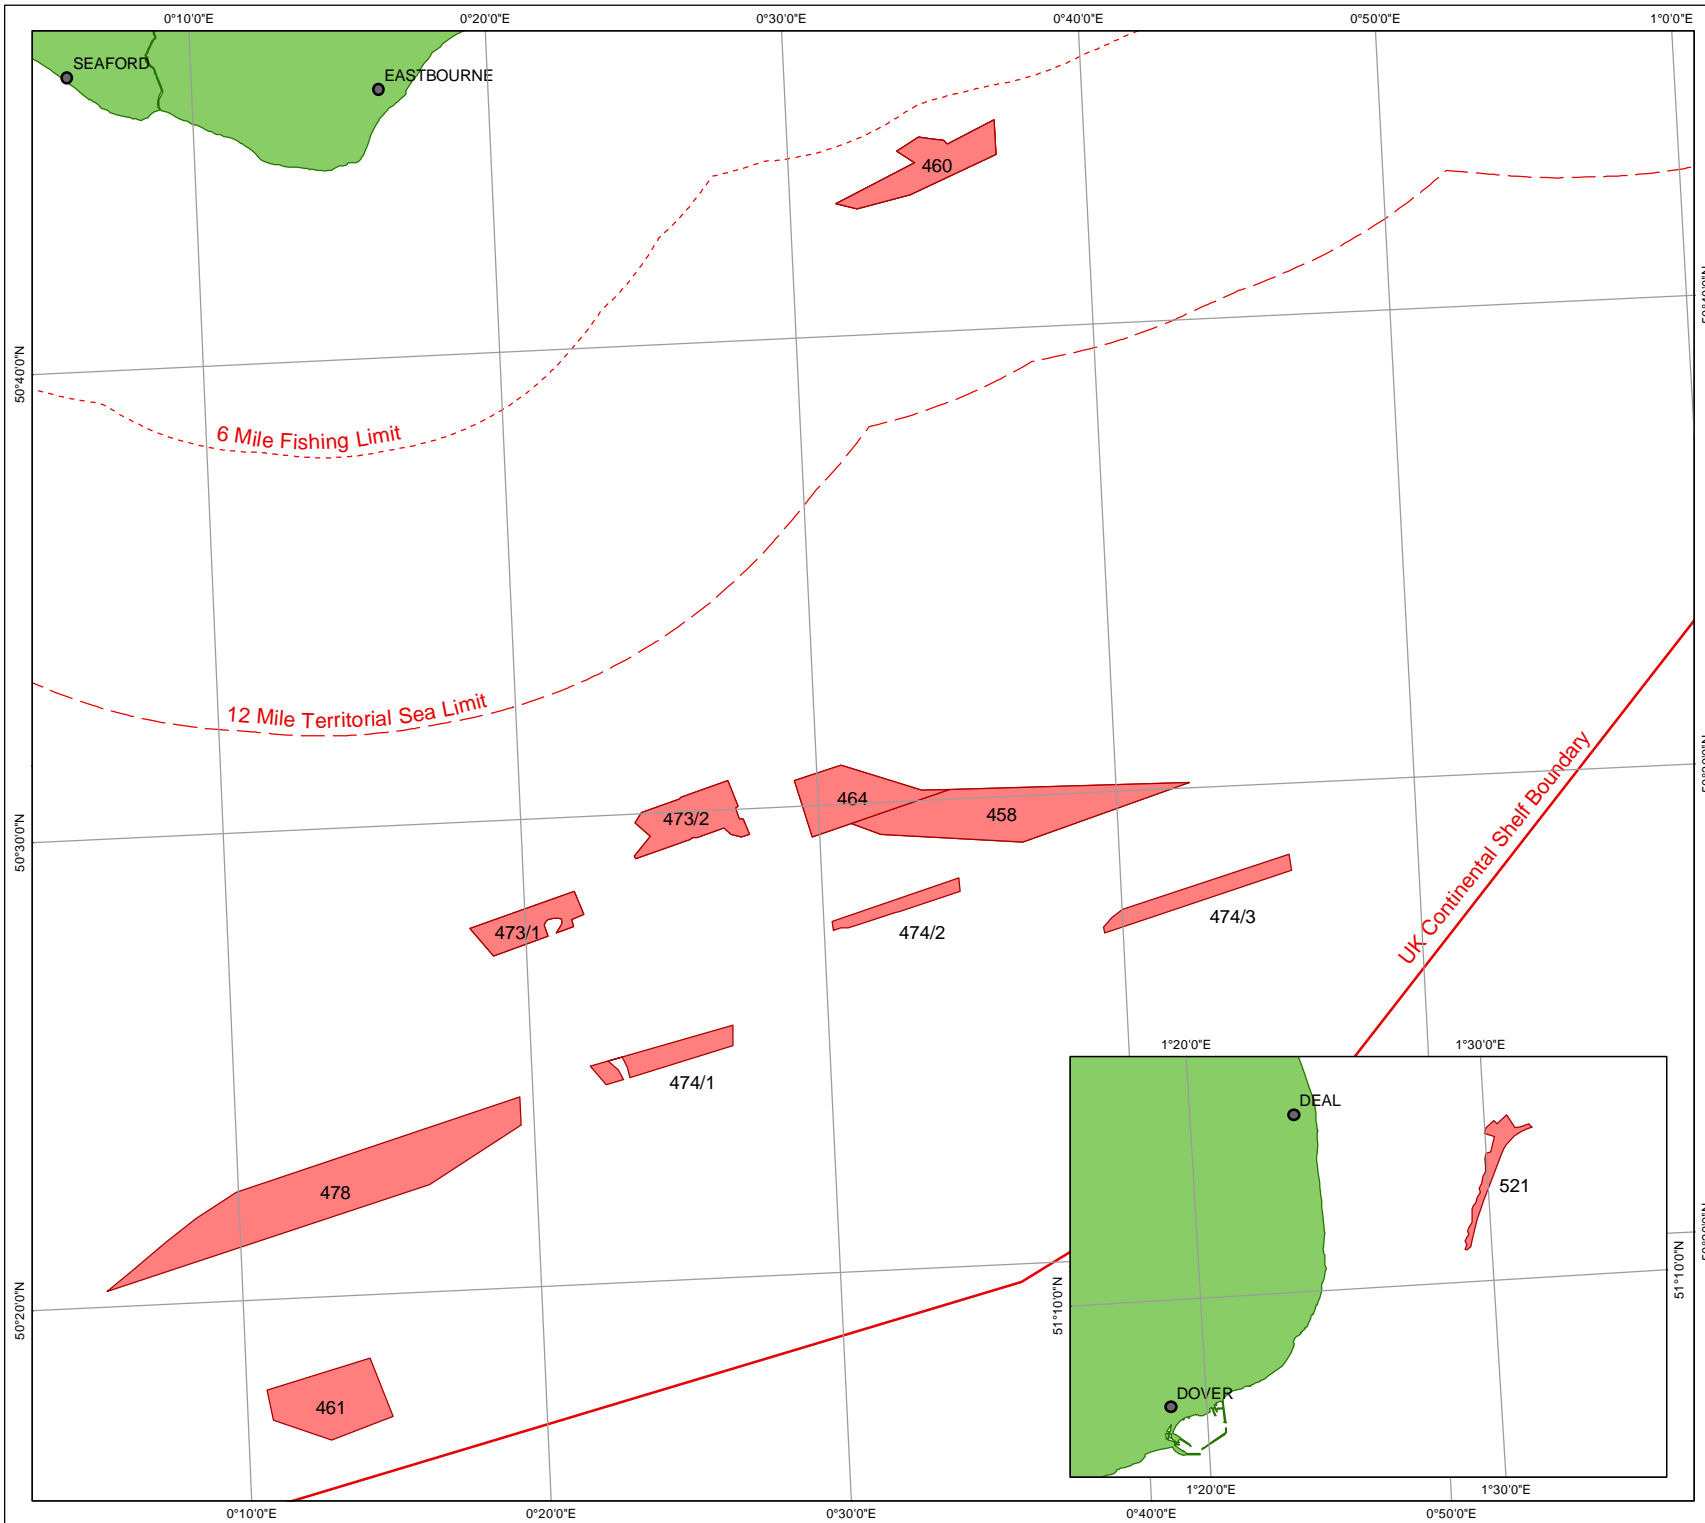 0°10'0"E
0°20'0"E
0°30'0"E
0°40'0"E
0°50'0"E
1°0'0"E
SEAFORD
EASTBOURNE
460
50°40'0"N
6 Mile Fishing Limit
12 Mile Territorial Sea Limit
UK Continental Shelf Boundary
464
458
473/2
50°30'0"N
473/1
474/2
474/3
474/1
478
50°20'0"N
461
1°20'0"E
1°30'0"E
DEAL
521
51°10'0"N
51°10'0"N
DOVER
1°20'0"E
1°30'0"E
0°10'0"E
0°20'0"E
0°30'0"E
0°40'0"E
0°50'0"E